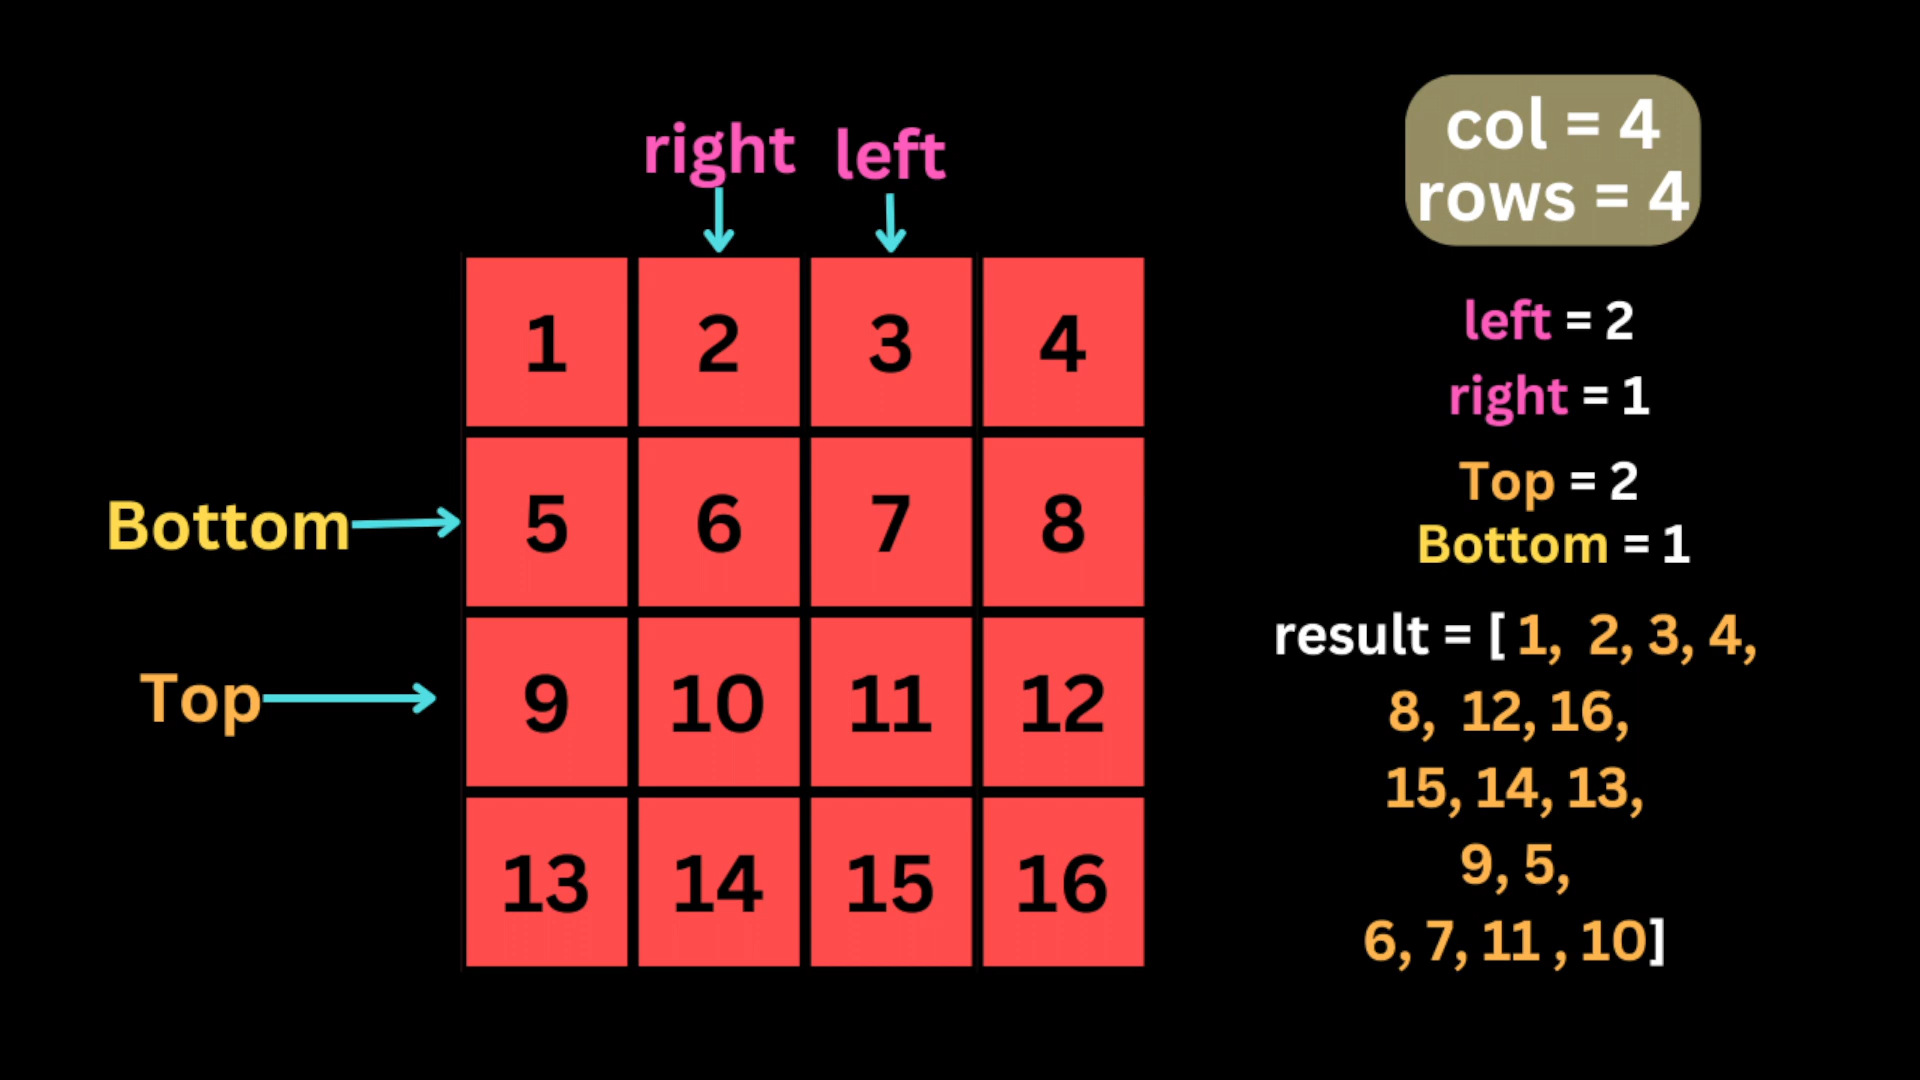 right left
1 2 3 4
Bottom 5 6 7 8
Top 9 10 11 12
13 14 15 16
col = 4
rows = 4
left = 2
right = 1
Top = 2
Bottom = 1
result = [ 1, 2, 3, 4,
8, 12, 16,
15, 14, 13,
9, 5,
6, 7, 11 , 10]